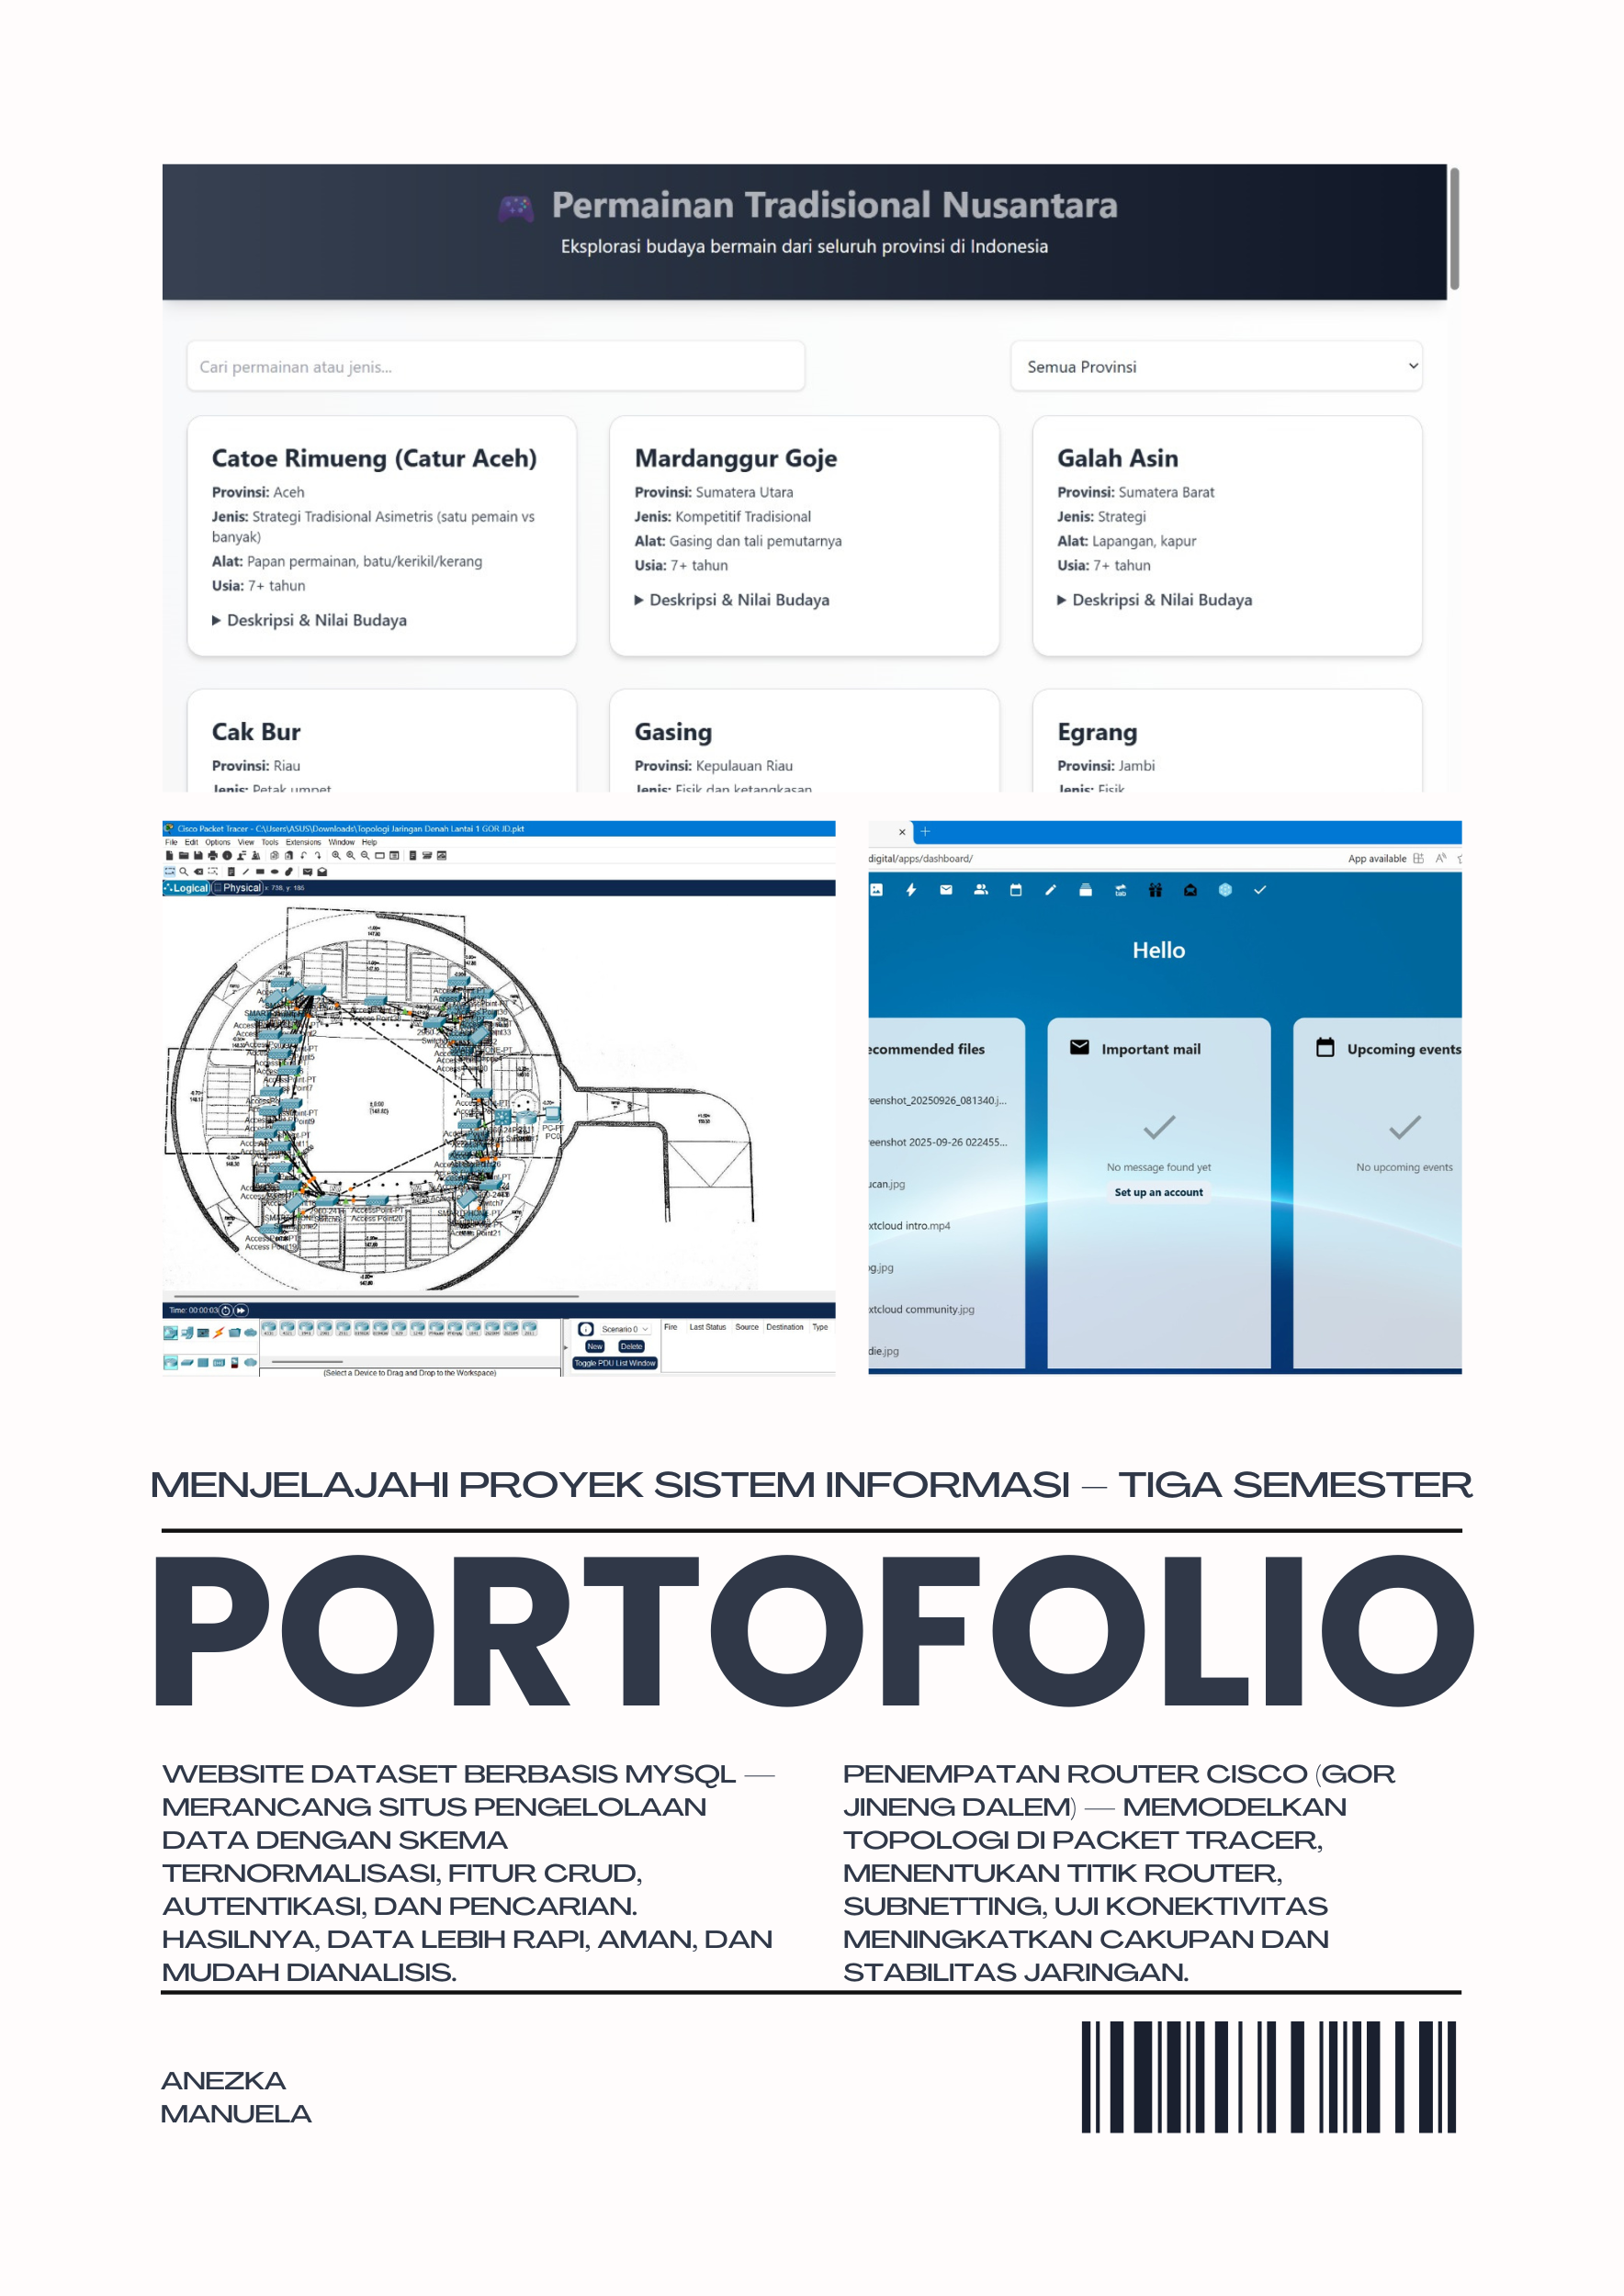 Permainan Tradisional Nusantara
Eksplorasi budaya bermain dari seluruh provinsi di Indonesia
Cari permainan atau jenis...
Semua Provinsi
Catoe Rimueng (Catur Aceh)
Provinsi: Aceh
Jenis: Strategi Tradisional Asimetris (satu pemain vs
banyak)
Alat: Papan permainan, batu/kerikil/kerang
Usia: 7+ tahun
▶ Deskripsi & Nilai Budaya
Mardanggur Goje
Provinsi: Sumatera Utara
Jenis: Kompetitif Tradisional
Alat: Gasing dan tali pemutarnya
Usia: 7+ tahun
▶ Deskripsi & Nilai Budaya
Galah Asin
Provinsi: Sumatera Barat
Jenis: Strategi
Alat: Lapangan, kapur
Usia: 7+ tahun
▶ Deskripsi & Nilai Budaya
Cak Bur
Provinsi: Riau
Jenis: Petak umpet
Gasing
Provinsi: Kepulauan Riau
Jenis: Fisik dan ketangkasan
Egrang
Provinsi: Jambi
Jenis: Fisik
Cisco Packet Tracer - C:\Users\ASUS\Downloads\Topologi Jaringan Denah Lantai 1 GOR JD.pkt
File Edit Options View Tools Extensions Window Help
Logical Physical x: 738, y: 185
Time: 00:00:03
Scenario 0
New Delete
Toggle PDU List Window
Fire Last Status Source Destination Type
(Select a Device to Drag and Drop to the Workspace)
digital/apps/dashboard/
App available
Hello
ecommended files
eenshot_20250926_081340.j...
eenshot 2025-09-26 022455...
ucan.jpg
xtcloud intro.mp4
og.jpg
xtcloud community.jpg
die.jpg
Important mail
No message found yet
Set up an account
Upcoming events
No upcoming events
MENJELAJAHI PROYEK SISTEM INFORMASI — TIGA SEMESTER
PORTOFOLIO
WEBSITE DATASET BERBASIS MYSQL —
MERANCANG SITUS PENGELOLAAN
DATA DENGAN SKEMA
TERNORMALISASI, FITUR CRUD,
AUTENTIKASI, DAN PENCARIAN.
HASILNYA, DATA LEBIH RAPI, AMAN, DAN
MUDAH DIANALISIS.
PENEMPATAN ROUTER CISCO (GOR
JINENG DALEM) — MEMODELKAN
TOPOLOGI DI PACKET TRACER,
MENENTUKAN TITIK ROUTER,
SUBNETTING, UJI KONEKTIVITAS
MENINGKATKAN CAKUPAN DAN
STABILITAS JARINGAN.
ANEZKA
MANUELA